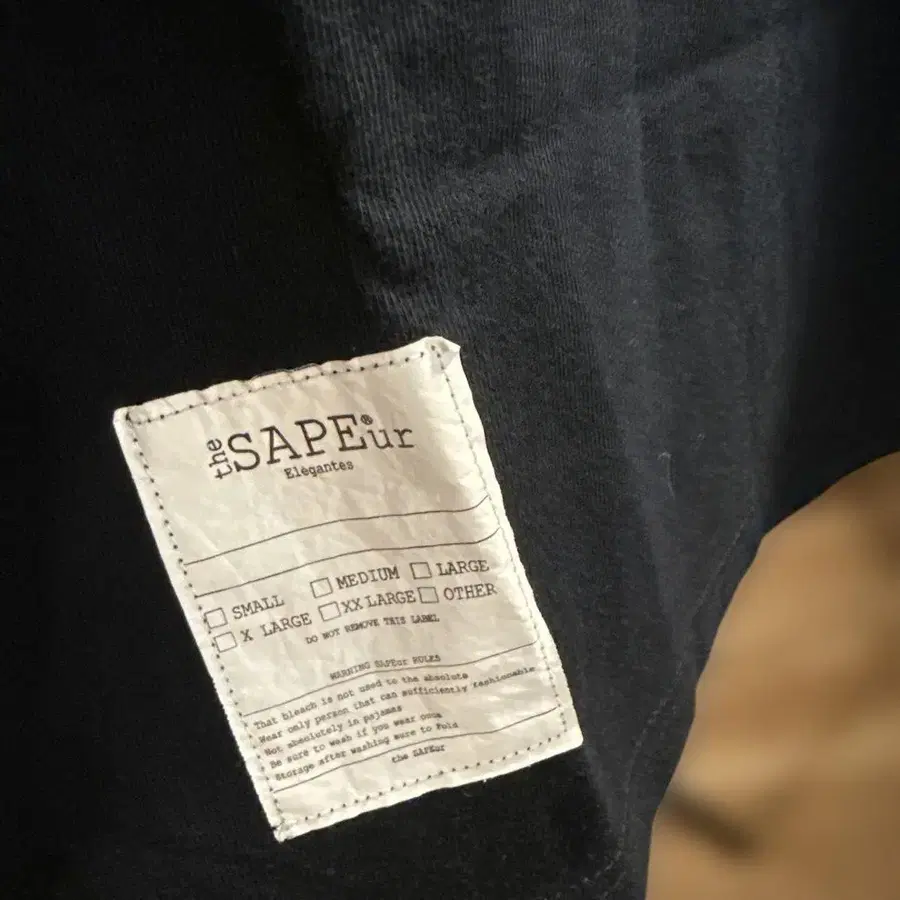 the SAPEur®
Elégantes
SMALL MEDIUM LARGE
X LARGE XX LARGE OTHER
DO NOT REMOVE THIS LABEL
WARNING SAPEur RULES
That bleach is not used to the absolute
Wear only person that can sufficiently fashionable
Not absolutely in pajamas
Be sure to wash if you wear once
Storage after washing sure to Fold
the SAPEur